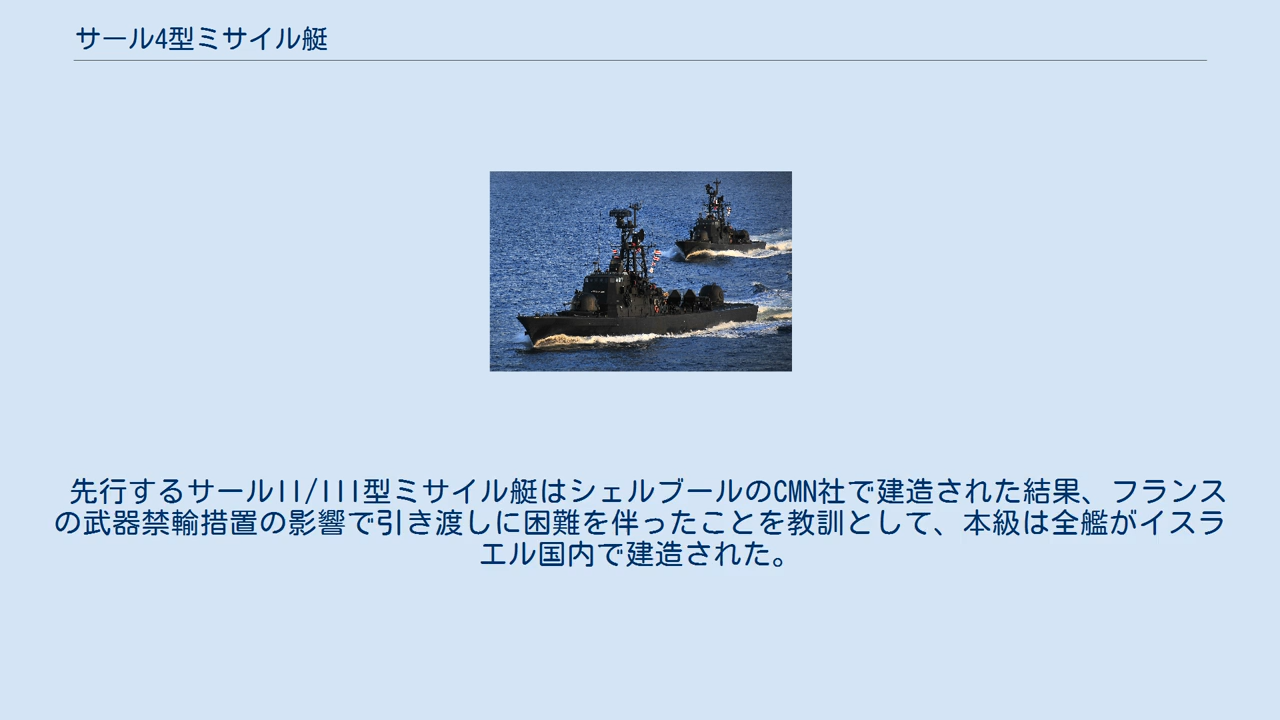 サール4型ミサイル艇
先行するサールII/III型ミサイル艇はシェルブールのCMN社で建造された結果、フランス
の武器禁輸措置の影響で引き渡しに困難を伴ったことを教訓として、本級は全艦がイスラ
エル国内で建造された。